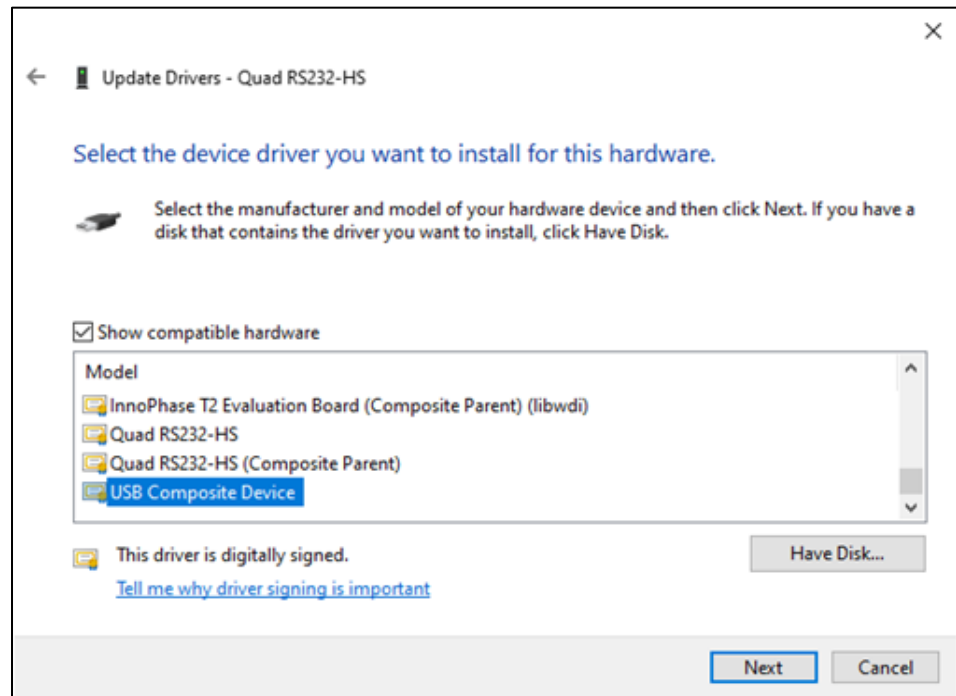 Update Drivers - Quad RS232-HS
Select the device driver you want to install for this hardware.
Select the manufacturer and model of your hardware device and then click Next. If you have a
disk that contains the driver you want to install, click Have Disk.
Show compatible hardware
Model
InnoPhase T2 Evaluation Board (Composite Parent) (libwdi)
Quad RS232-HS
Quad RS232-HS (Composite Parent)
USB Composite Device
This driver is digitally signed.
Have Disk...
Tell me why driver signing is important
Next
Cancel